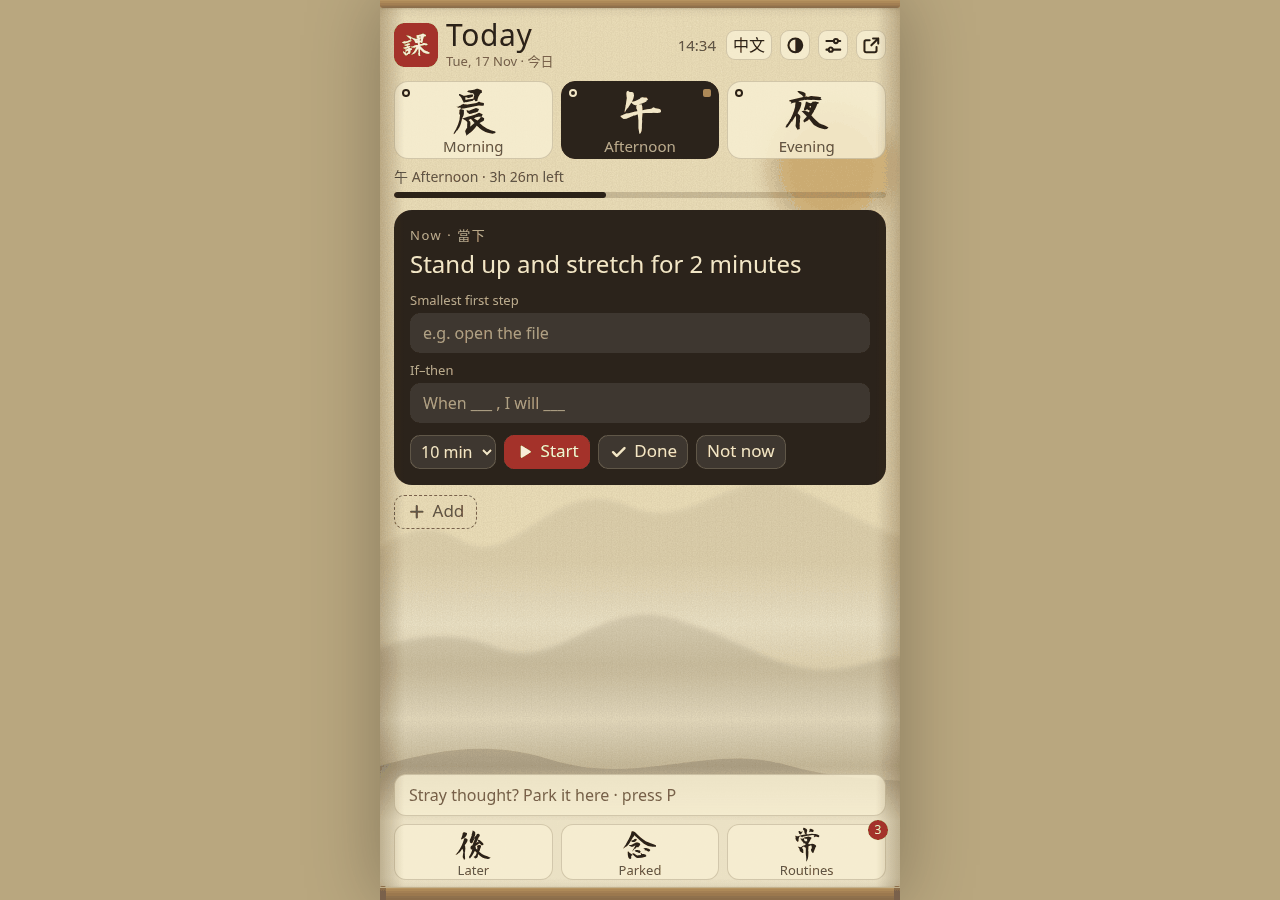 課
Today
Tue, 17 Nov · 今日
14:34
中文
晨
Morning
午
Afternoon
夜
Evening
午 Afternoon · 3h 26m left
Now · 當下
Stand up and stretch for 2 minutes
Smallest first step
e.g. open the file
If–then
When ___ , I will ___
10 min
Start
Done
Not now
Add
Stray thought? Park it here · press P
後
Later
念
Parked
常
Routines
3